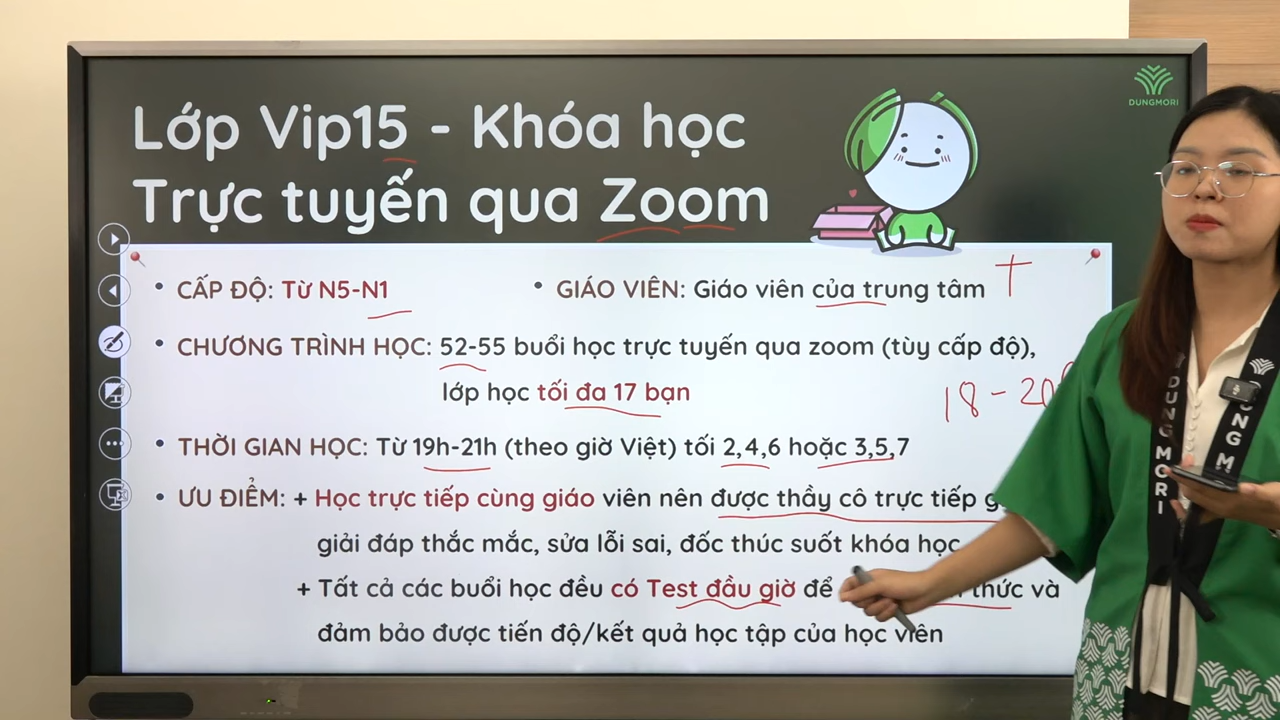 DUNGMORI
Lớp Vip15 - Khóa học
Trực tuyến qua Zoom
• CẤP ĐỘ: Từ N5-N1
• GIÁO VIÊN: Giáo viên của trung tâm
• CHƯƠNG TRÌNH HỌC: 52-55 buổi học trực tuyến qua zoom (tùy cấp độ),
lớp học tối đa 17 bạn
18-20
• THỜI GIAN HỌC: Từ 19h-21h (theo giờ Việt) tối 2,4,6 hoặc 3,5,7
• ƯU ĐIỂM: + Học trực tiếp cùng giáo viên nên được thầy cô trực tiếp
giải đáp thắc mắc, sửa lỗi sai, đốc thúc suốt khóa học
+ Tất cả các buổi học đều có Test đầu giờ để thức và
đảm bảo được tiến độ/kết quả học tập của học viên
DUNG MORI